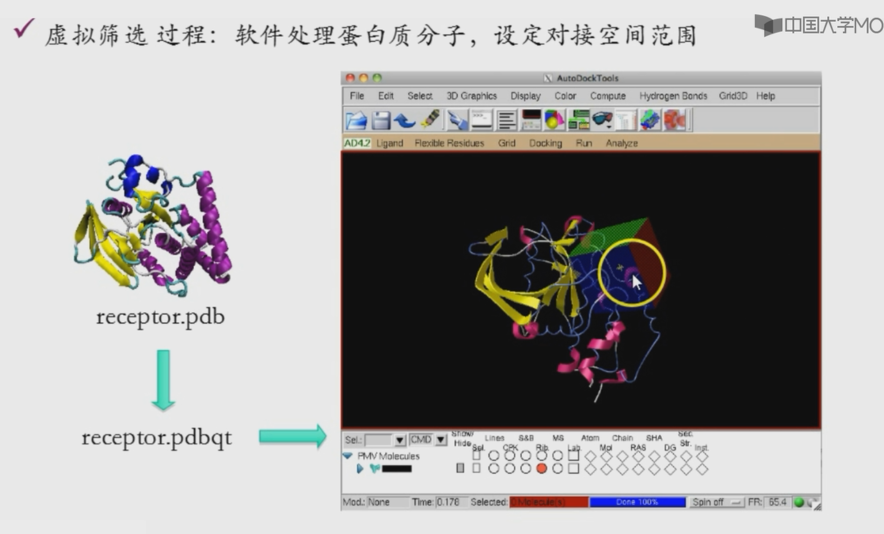 ✓ 虚拟筛选 过程：软件处理蛋白质分子，设定对接空间范围
中国大学MO
receptor.pdb
receptor.pdbqt
AutoDockTools
File Edit Select 3D Graphics Display Color Compute Hydrogen Bonds Grid3D Help
AD4.2 Ligand Flexible Residues Grid Docking Run Analyze
Sel.: CMD Show Lines S&B MS Atom Chain SHA Sec.
Hide Sel. CPK Rib Lab Mol RAS DG Str. Inst.
PMV Molecules
Mod.: None Time: 0.176 Selected: Done 100% Spin off FR: 65.4